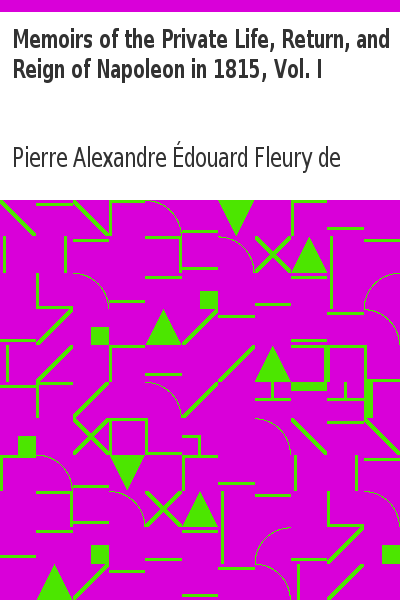 Memoirs of the Private Life, Return, and
Reign of Napoleon in 1815, Vol. I
Pierre Alexandre Édouard Fleury de